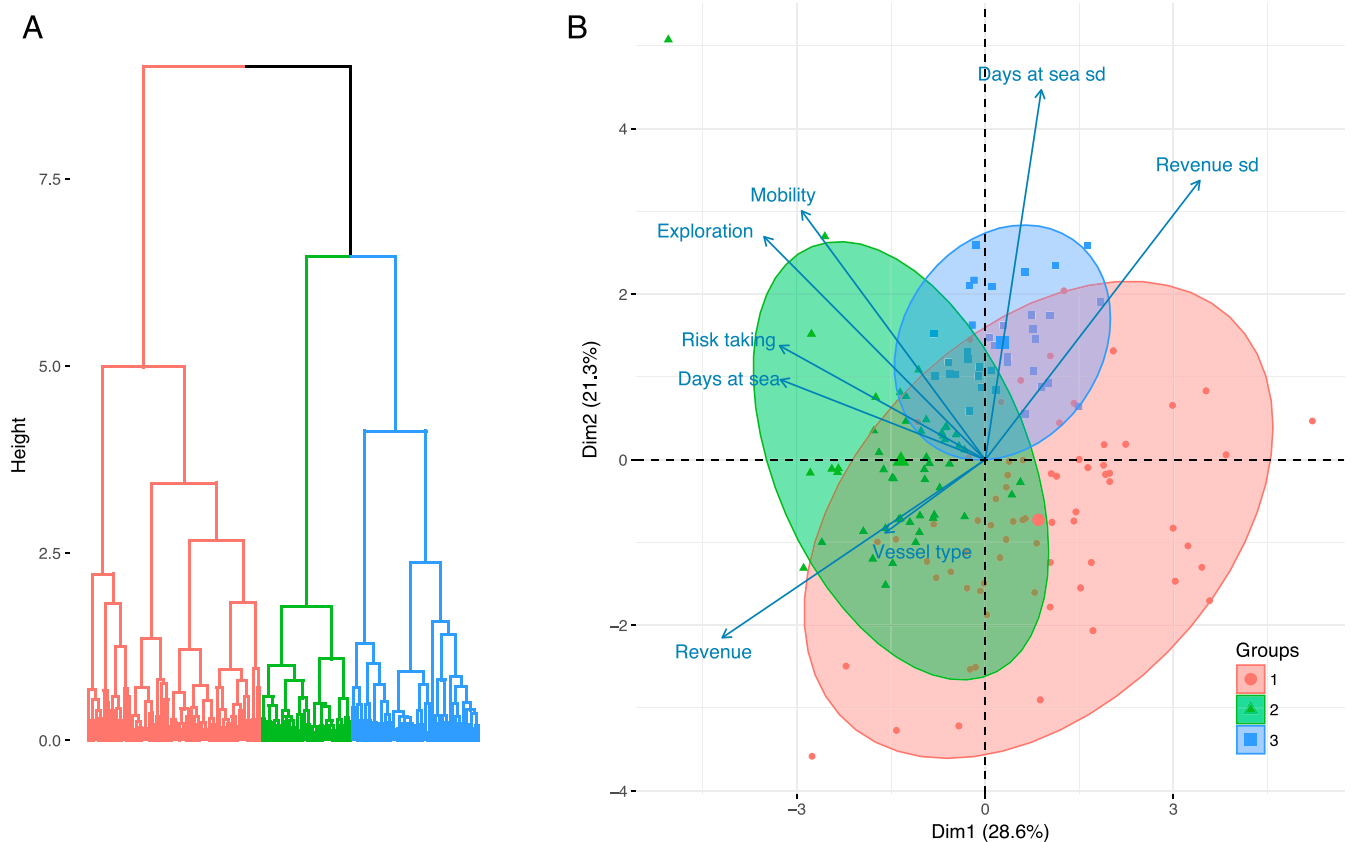 A
Height
7.5
5.0
2.5
0.0
B
Dim2 (21.3%)
4
2
0
−2
−4
Days at sea sd
Revenue sd
Mobility
Exploration
Risk taking
Days at sea
Vessel type
Revenue
Groups
1
2
3
−3
0
3
Dim1 (28.6%)